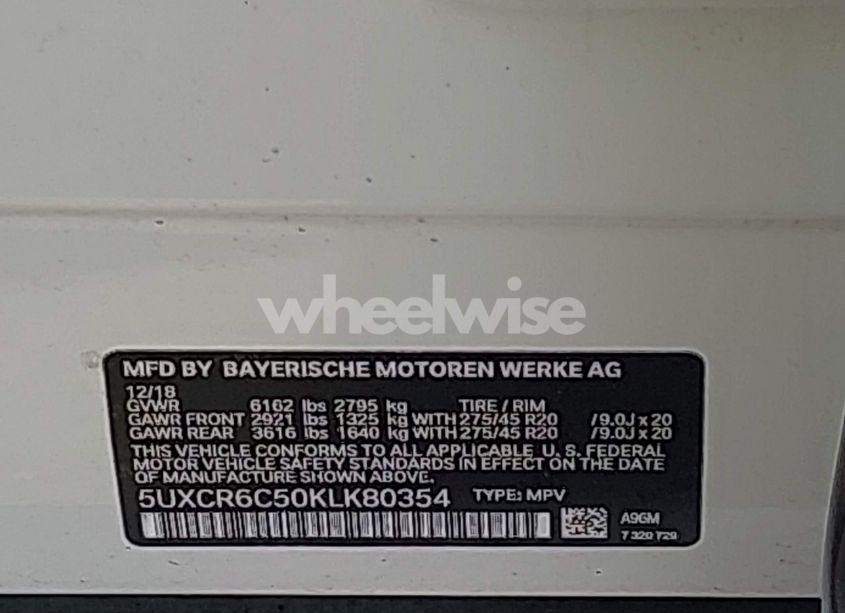 wheelwise
MFD BY BAYERISCHE MOTOREN WERKE AG
12/18
GVWR 6162 lbs 2795 kg TIRE / RIM
GAWR FRONT 2921 lbs 1325 kg WITH 275/45 R20 /9.0J x 20
GAWR REAR 3616 lbs 1640 kg WITH 275/45 R20 /9.0J x 20
THIS VEHICLE CONFORMS TO ALL APPLICABLE U. S. FEDERAL
MOTOR VEHICLE SAFETY STANDARDS IN EFFECT ON THE DATE
OF MANUFACTURE SHOWN ABOVE.
5UXCR6C50KLK80354 TYPE: MPV
A96M
7 320 729